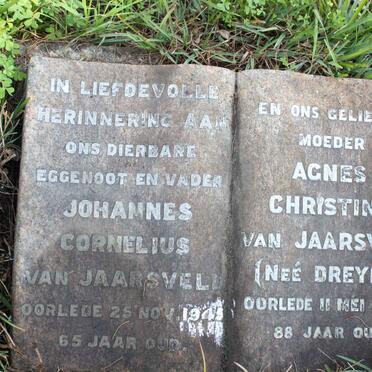 IN LIEFDEVOLLE
HERINNERING AAN
ONS DIERBARE
EGGENOOT EN VADER
JOHANNES
CORNELIUS
VAN JAARSVELD
OORLEDE 25 NOV. 1945
65 JAAR OUD.
EN ONS GELIE
MOEDER
AGNES
CHRISTIN
VAN JAARSV
(NEÉ DREYE
OORLEDE 11 MEI
88 JAAR OU